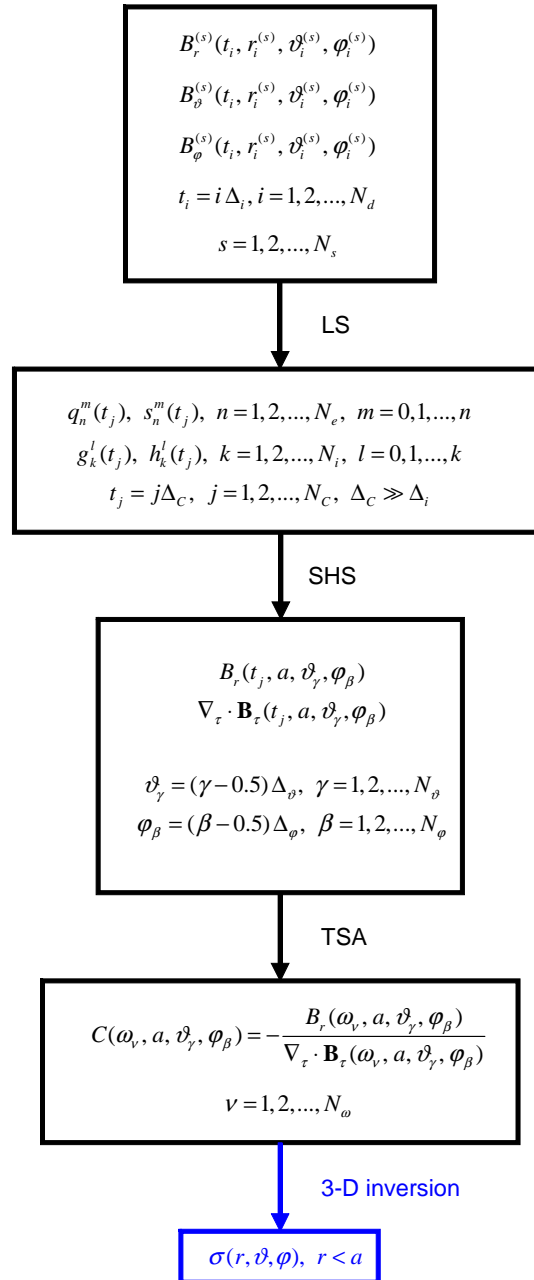 B_r^{(s)}(t_i, r_i^{(s)}, ϑ_i^{(s)}, φ_i^{(s)})
B_ϑ^{(s)}(t_i, r_i^{(s)}, ϑ_i^{(s)}, φ_i^{(s)})
B_φ^{(s)}(t_i, r_i^{(s)}, ϑ_i^{(s)}, φ_i^{(s)})
t_i = i Δ_i, i = 1, 2, ..., N_d
s = 1, 2, ..., N_s
LS
q_n^m(t_j), s_n^m(t_j), n = 1, 2, ..., N_e, m = 0, 1, ..., n
g_k^l(t_j), h_k^l(t_j), k = 1, 2, ..., N_i, l = 0, 1, ..., k
t_j = jΔ_C, j = 1, 2, ..., N_C, Δ_C ≫ Δ_i
SHS
B_r(t_j, a, ϑ_γ, φ_β)
∇_τ · B_τ(t_j, a, ϑ_γ, φ_β)
ϑ_γ = (γ − 0.5) Δ_ϑ, γ = 1, 2, ..., N_ϑ
φ_β = (β − 0.5) Δ_φ, β = 1, 2, ..., N_φ
TSA
C(ω_ν, a, ϑ_γ, φ_β) = − B_r(ω_ν, a, ϑ_γ, φ_β) / ∇_τ · B_τ(ω_ν, a, ϑ_γ, φ_β)
ν = 1, 2, ..., N_ω
3-D inversion
σ(r, ϑ, φ), r < a